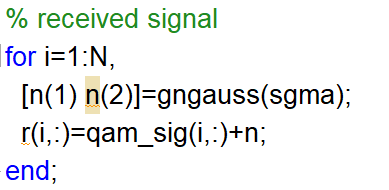 % received signal
for i=1:N,
[n(1) n(2)]=gngauss(sgma);
r(i,:)=qam_sig(i,:)+n;
end;